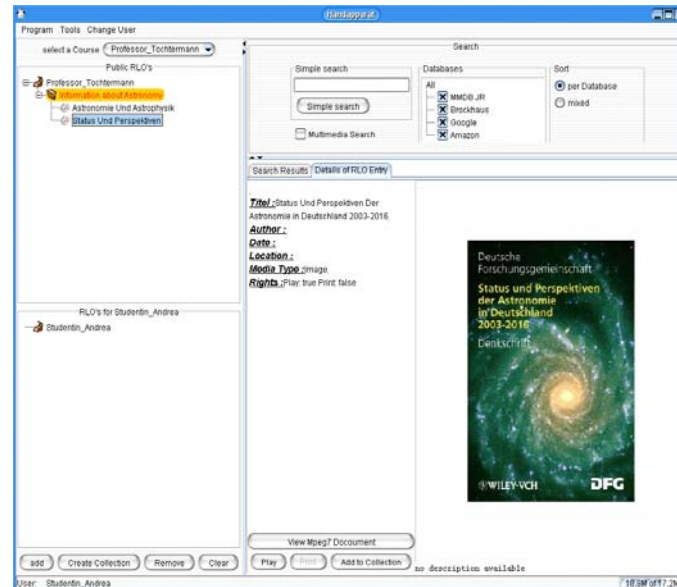 Handapparat
Program Tools Change User
select a Course Professor_Tochtermann
Public RLO's
Professor_Tochtermann
Information about Astronomy
Astronomie Und Astrophysik
Status Und Perspektiven
RLO's for Studentin_Andrea
Studentin_Andrea
add Create Collection Remove Clear
Search
Simple search
Simple search
Multimedia Search
Databases
All
MMDB JR
Brockhaus
Google
Amazon
Sort
per Database
mixed
Search Results Details of RLO Entry
Titel :Status Und Perspektiven Der
Astronomie in Deutschland 2003-2016
Author :
Date :
Location :
Media Type :Image
Rights :Play: true Print: false
Deutsche
Forschungsgemeinschaft
Status und Perspektiven
der Astronomie
in Deutschland
2003-2016
Denkschrift
WILEY-VCH DFG
View Mpeg7 Docoument
Play Print Add to Collection
no description available
User: Studentin_Andrea